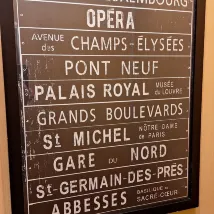 OPÉRA
AVENUE des CHAMPS-ÉLYSÉES
PONT NEUF
PALAIS ROYAL MUSÉE DU LOUVRE
GRANDS BOULEVARDS
St MICHEL NÔTRE DAME DE PARIS
GARE DU NORD
St-GERMAIN-DES-PRÉS
ABBESSES BASILIQUE DU SACRÉ-CŒUR